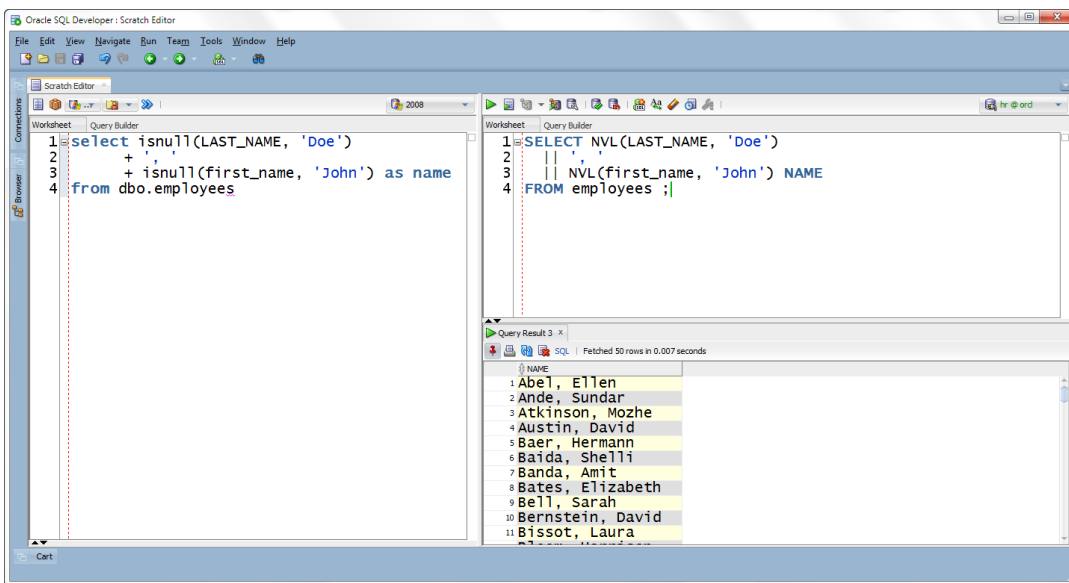 Oracle SQL Developer : Scratch Editor
File Edit View Navigate Run Team Tools Window Help
Scratch Editor
Connections
Browser
2008
Worksheet Query Builder
1 select isnull(LAST_NAME, 'Doe')
2 + ', '
3 + isnull(first_name, 'John') as name
4 from dbo.employees
hr@ord
Worksheet Query Builder
1 SELECT NVL(LAST_NAME, 'Doe')
2 || ', '
3 || NVL(first_name, 'John') NAME
4 FROM employees ;
Query Result 3
SQL | Fetched 50 rows in 0.007 seconds
NAME
1 Abel, Ellen
2 Ande, Sundar
3 Atkinson, Mozhe
4 Austin, David
5 Baer, Hermann
6 Baida, Shelli
7 Banda, Amit
8 Bates, Elizabeth
9 Bell, Sarah
10 Bernstein, David
11 Bissot, Laura
Cart